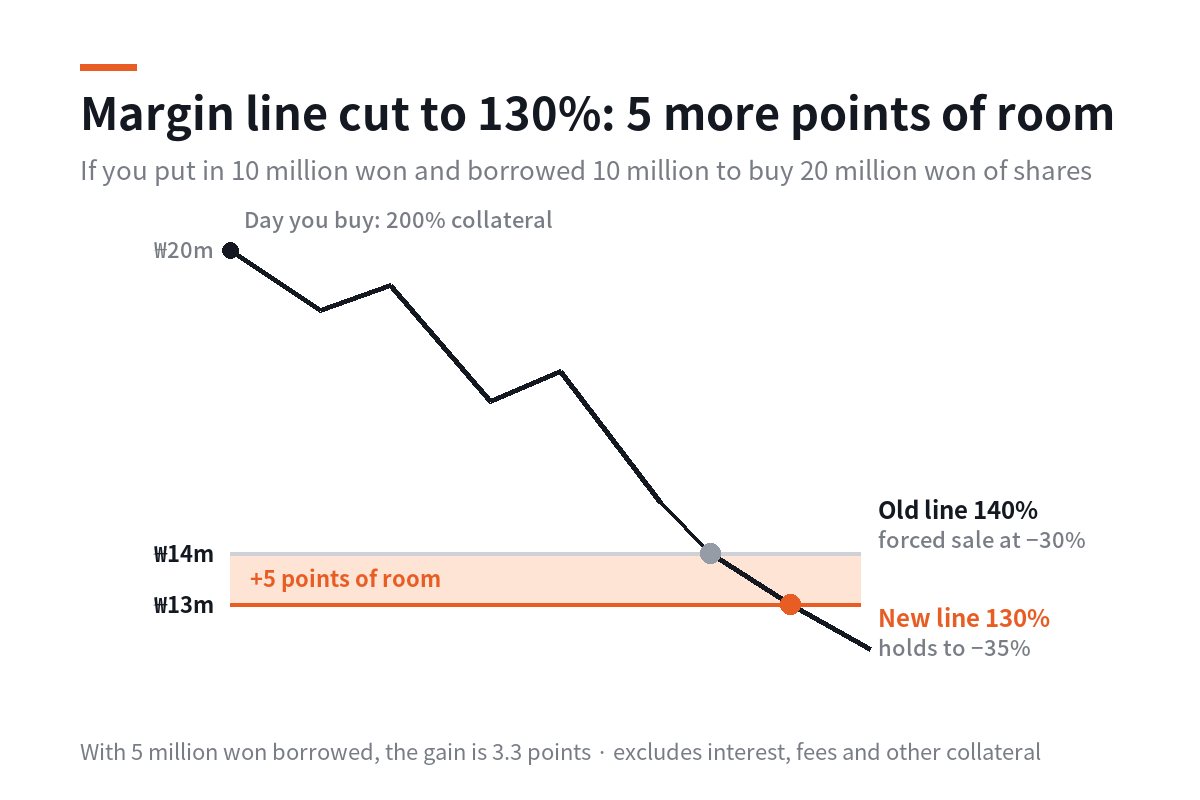 Margin line cut to 130%: 5 more points of room
If you put in 10 million won and borrowed 10 million to buy 20 million won of shares
Day you buy: 200% collateral
₩20m
Old line 140%
forced sale at −30%
₩14m
+5 points of room
₩13m
New line 130%
holds to −35%
With 5 million won borrowed, the gain is 3.3 points · excludes interest, fees and other collateral